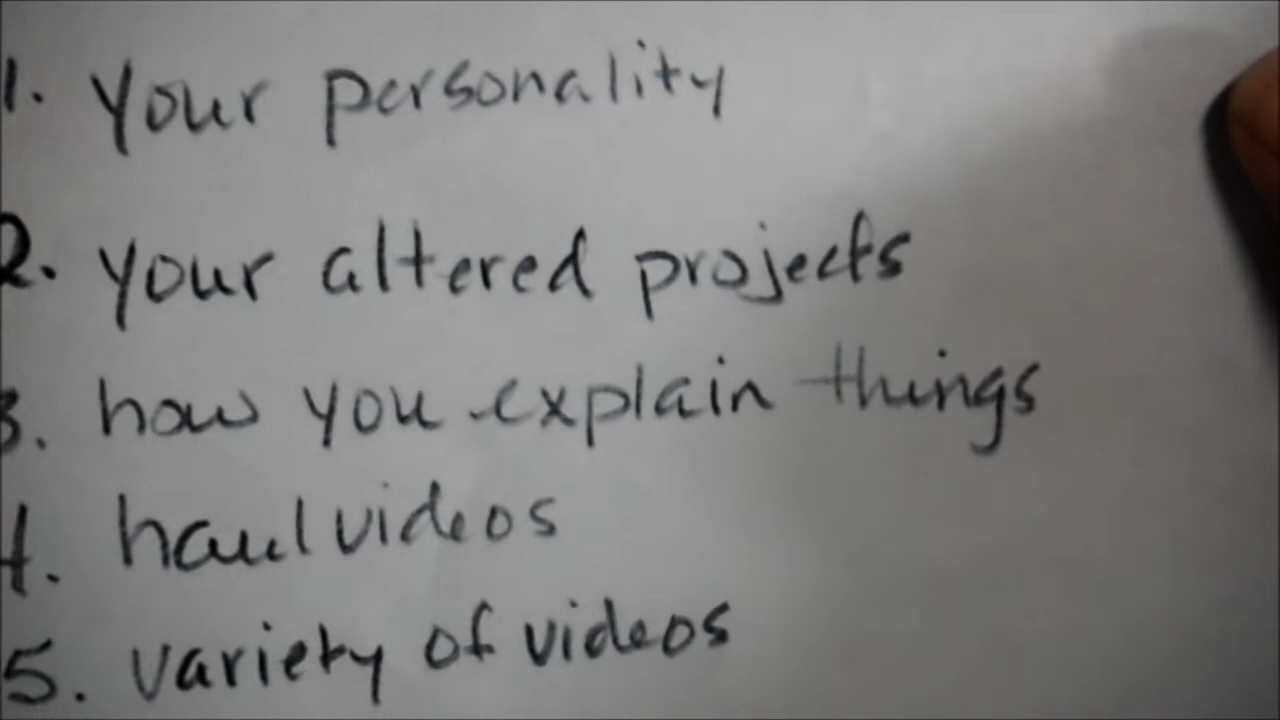 1. Your personality
2. your altered projects
3. how you explain things
4. haul videos
5. variety of videos